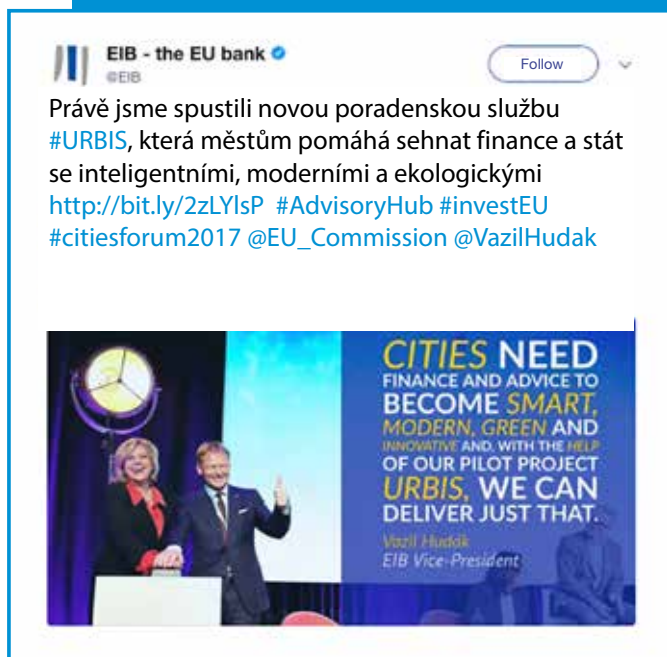 EIB - the EU bank
@EIB
Follow
Právě jsme spustili novou poradenskou službu
#URBIS, která městům pomáhá sehnat finance a stát
se inteligentními, moderními a ekologickými
http://bit.ly/2zLYlsP #AdvisoryHub #investEU
#citiesforum2017 @EU_Commission @VazilHudak
CITIES NEED
FINANCE AND ADVICE TO
BECOME SMART,
MODERN, GREEN AND
INNOVATIVE AND, WITH THE HELP
OF OUR PILOT PROJECT
URBIS, WE CAN
DELIVER JUST THAT.
Vazil Hudák
EIB Vice-President